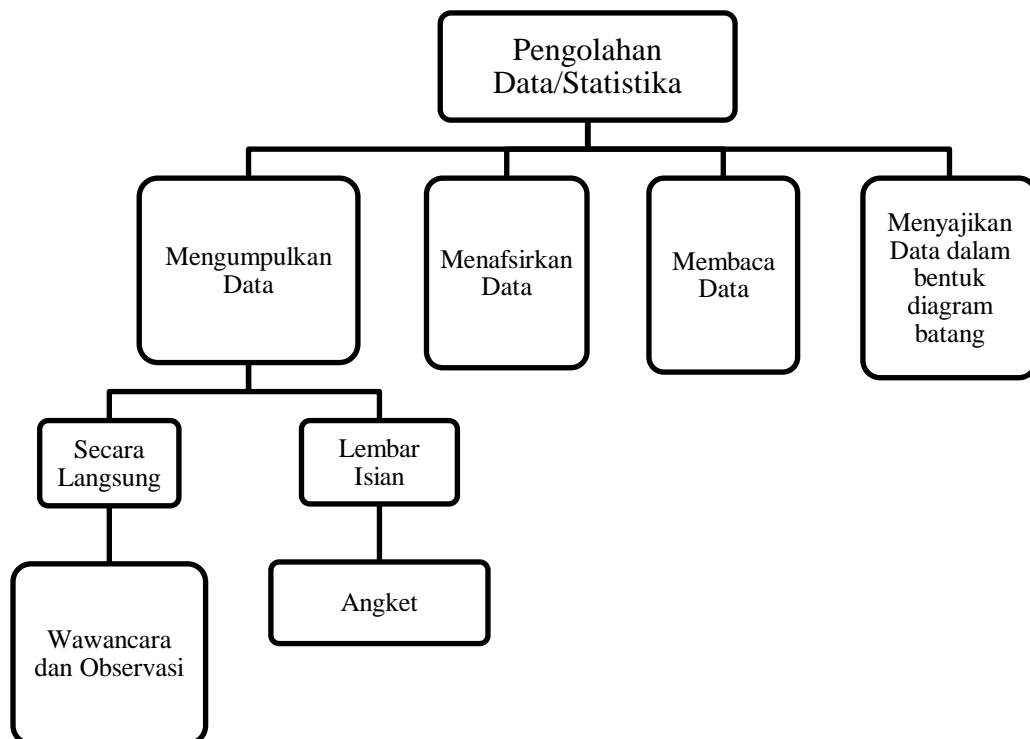 Pengolahan
Data/Statistika
Mengumpulkan
Data
Menafsirkan
Data
Membaca
Data
Menyajikan
Data dalam
bentuk
diagram
batang
Secara
Langsung
Lembar
Isian
Wawancara
dan Observasi
Angket